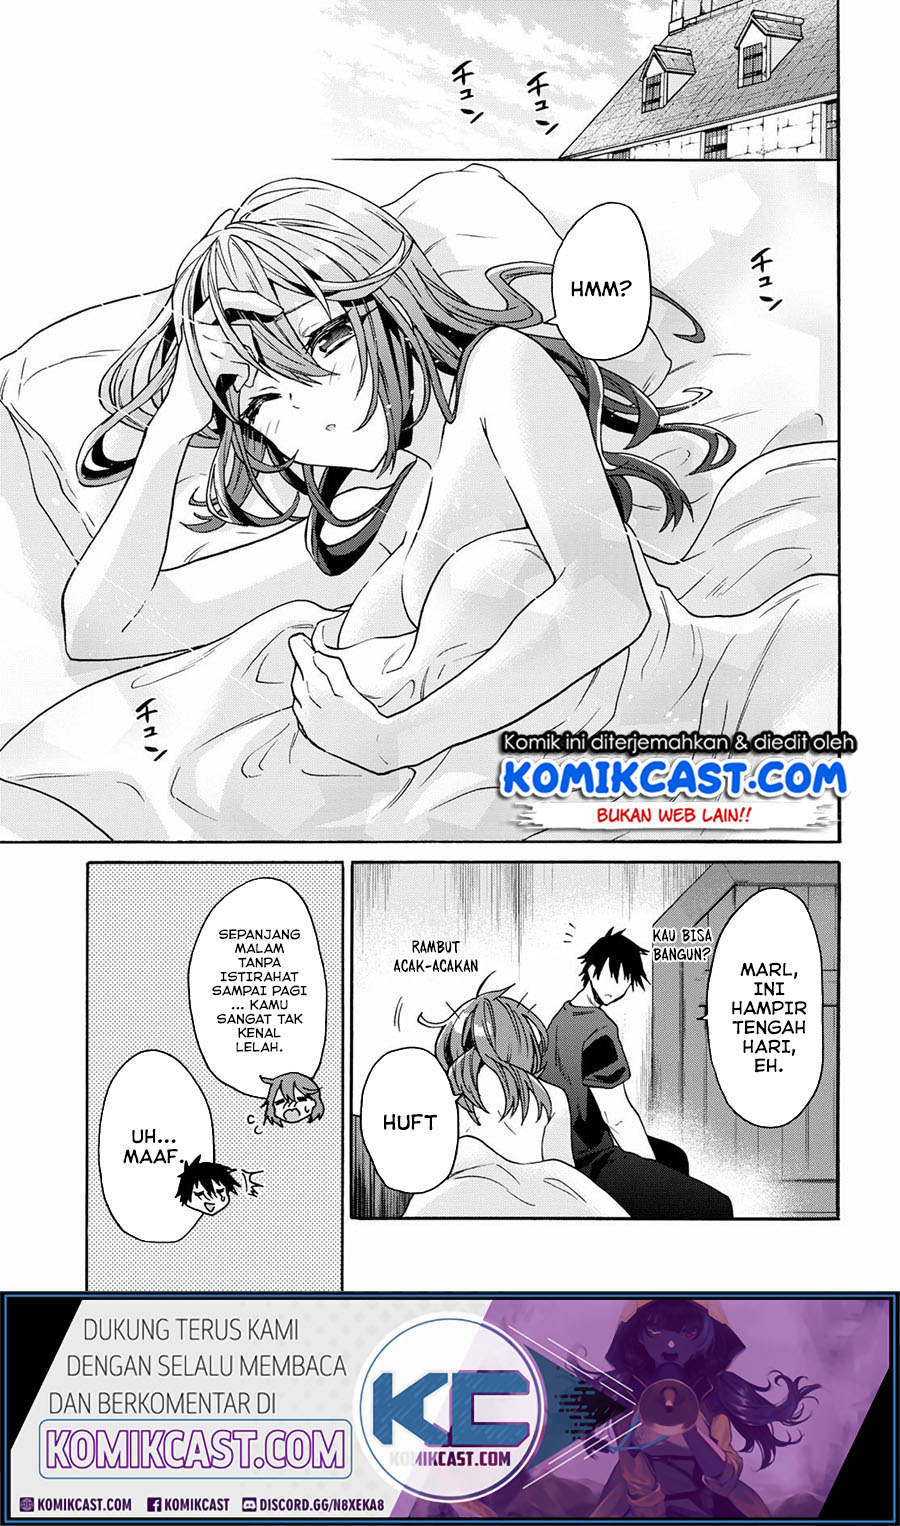 チュン
チュン
HMM?
チュン
チュン
Komik ini diterjemahkan & diedit oleh
KOMIKCAST.COM
BUKAN WEB LAIN!!
MARL,
INI
HAMPIR
TENGAH
HARI,
EH.
KAU BISA
BANGUN?
RAMBUT
ACAK-ACAKAN
HUFT
SEPANJANG
MALAM
TANPA
ISTIRAHAT
SAMPAI PAGI
... KAMU
SANGAT TAK
KENAL
LELAH.
UH...
MAAF.
DUKUNG TERUS KAMI
DENGAN SELALU MEMBACA
DAN BERKOMENTAR DI
KOMIKCAST.COM
KC
KOMIKCAST.COM
KOMIKCAST.COM
KOMIKCAST
DISCORD.GG/N8XEKA8